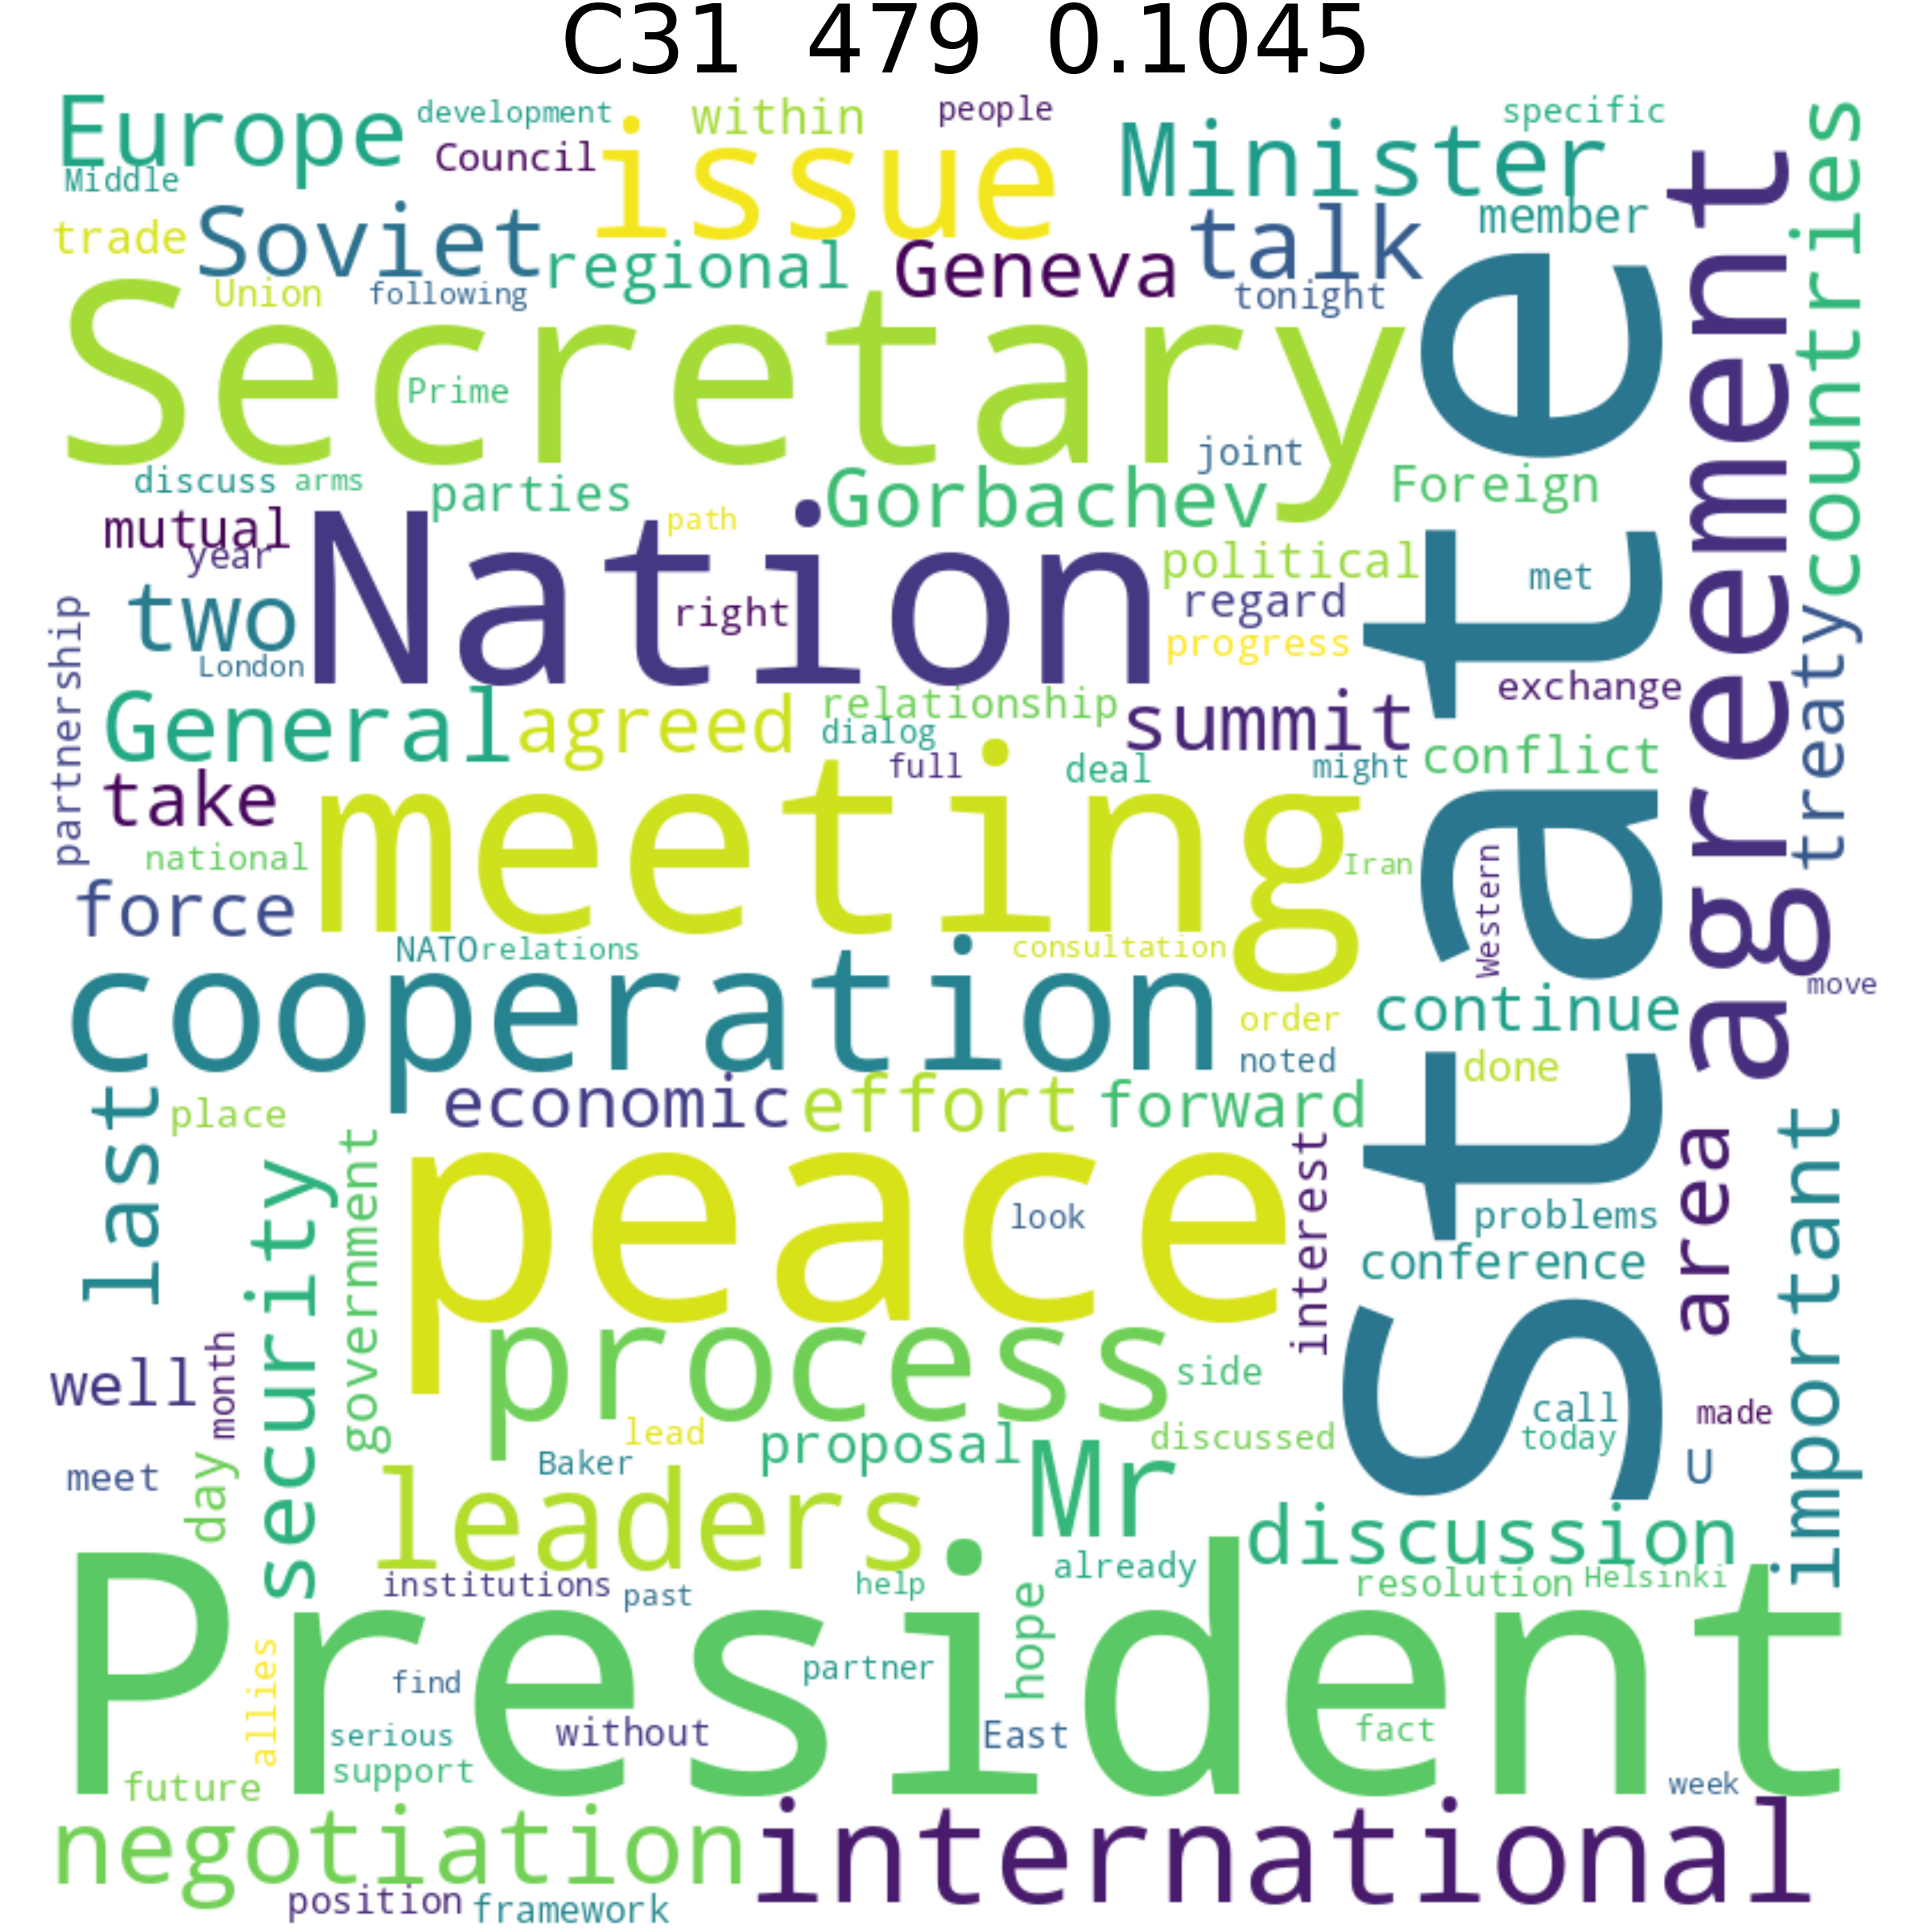 C31 479 0.1045
Europe
development
within
people
specific
Council
issue
Minister
Middle
member
countries
trade
Soviet
regional
Geneva
talk
agreement
Union
following
tonight
Secretary
State
Prime
joint
discuss
arms
parties
Gorbachev
Foreign
mutual
year
path
Nation
political
met
two
right
regard
progress
London
treaty
partnership
General
agreed
relationship
dialog
summit
exchange
full
deal
might
conflict
take
meeting
national
Iran
Western
force
NATO
relations
consultation
move
cooperation
order
continue
noted
done
last
place
economic
effort
forward
area
important
security
government
peace
look
interest
problems
conference
well
month
process
side
call
made
today
U
lead
proposal
discussed
Baker
Mr
meet
day
leaders
discussion
already
institutions
past
help
hope
resolution
Helsinki
President
allies
find
partner
serious
without
East
fact
support
future
week
negotiation
international
position
framework